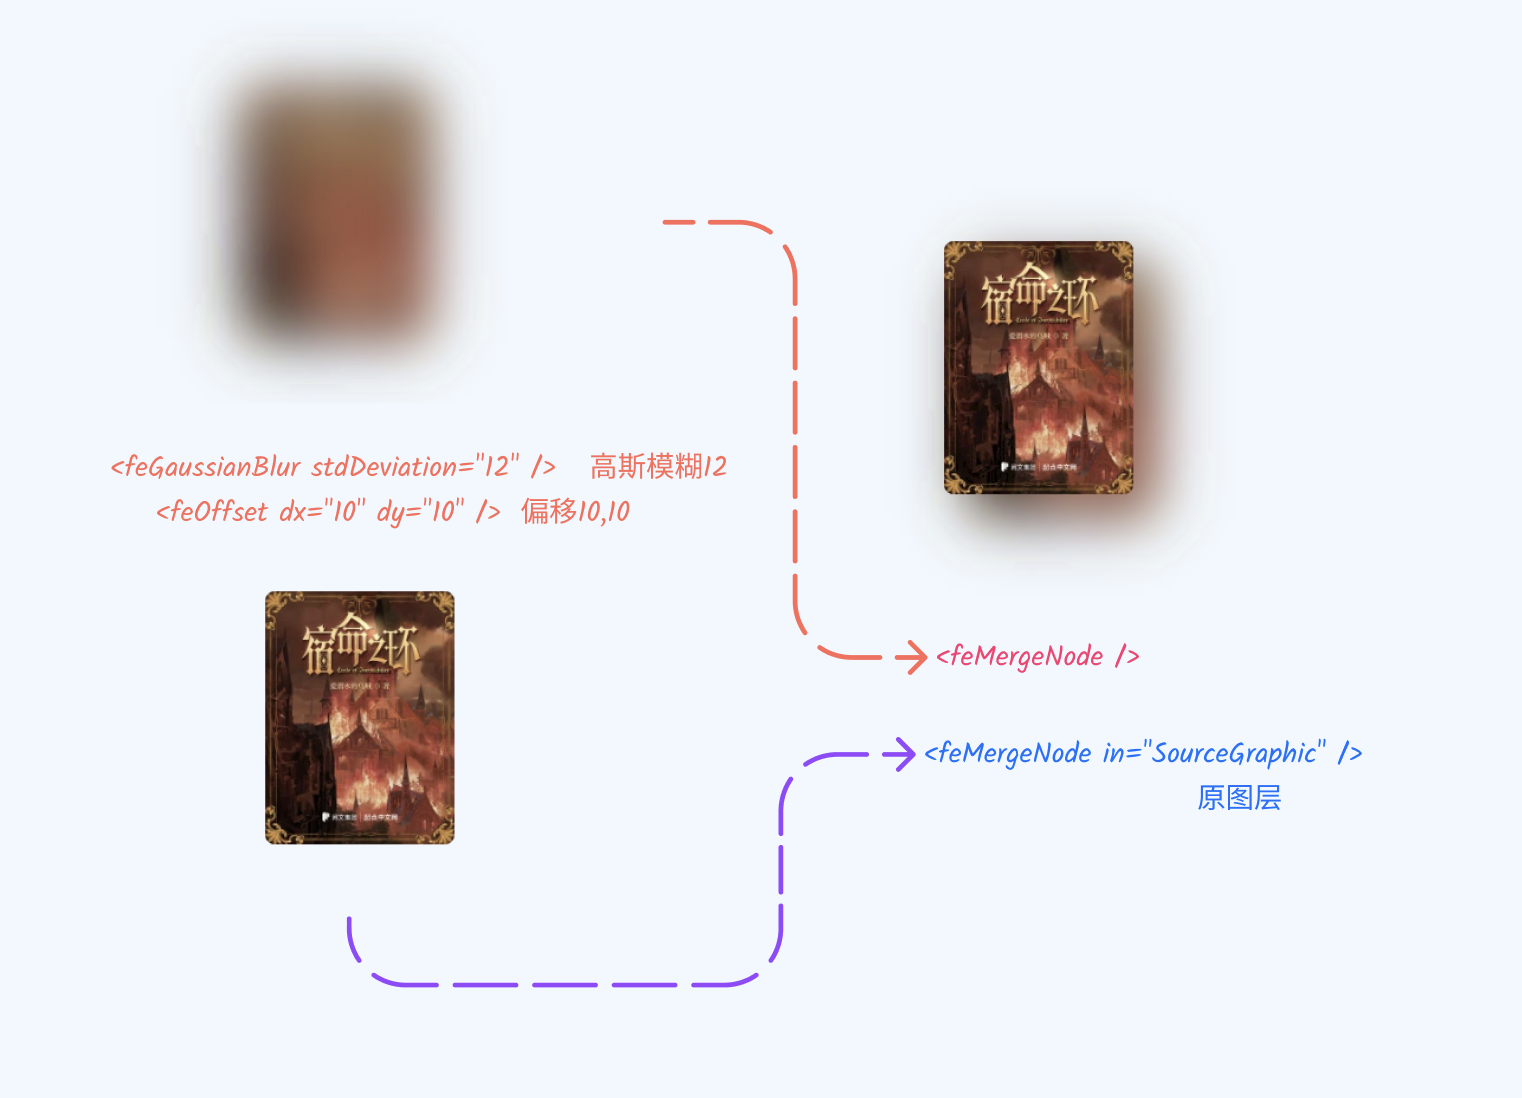 <feGaussianBlur stdDeviation="12" /> 高斯模糊12
<feOffset dx="10" dy="10" /> 偏移10,10
宿命之环
Circle of Inevitability
爱潜水的乌贼 ◎ 著
阅文集团 | 起点中文网
宿命之环
Circle of Inevitability
爱潜水的乌贼 ◎ 著
阅文集团 | 起点中文网
<feMergeNode />
<feMergeNode in="SourceGraphic" />
原图层